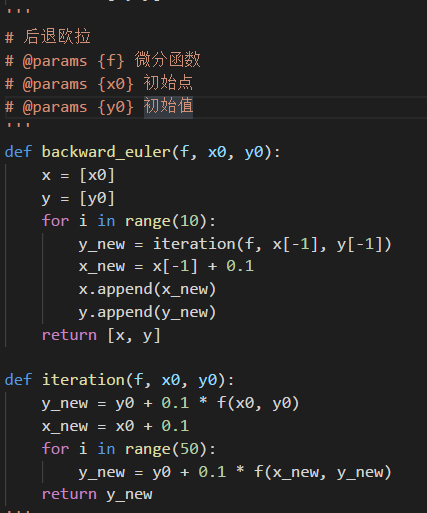 '''
# 后退欧拉
# @params {f} 微分函数
# @params {x0} 初始点
# @params {y0} 初始值
'''
def backward_euler(f, x0, y0):
    x = [x0]
    y = [y0]
    for i in range(10):
        y_new = iteration(f, x[-1], y[-1])
        x_new = x[-1] + 0.1
        x.append(x_new)
        y.append(y_new)
    return [x, y]

def iteration(f, x0, y0):
    y_new = y0 + 0.1 * f(x0, y0)
    x_new = x0 + 0.1
    for i in range(50):
        y_new = y0 + 0.1 * f(x_new, y_new)
    return y_new
'''